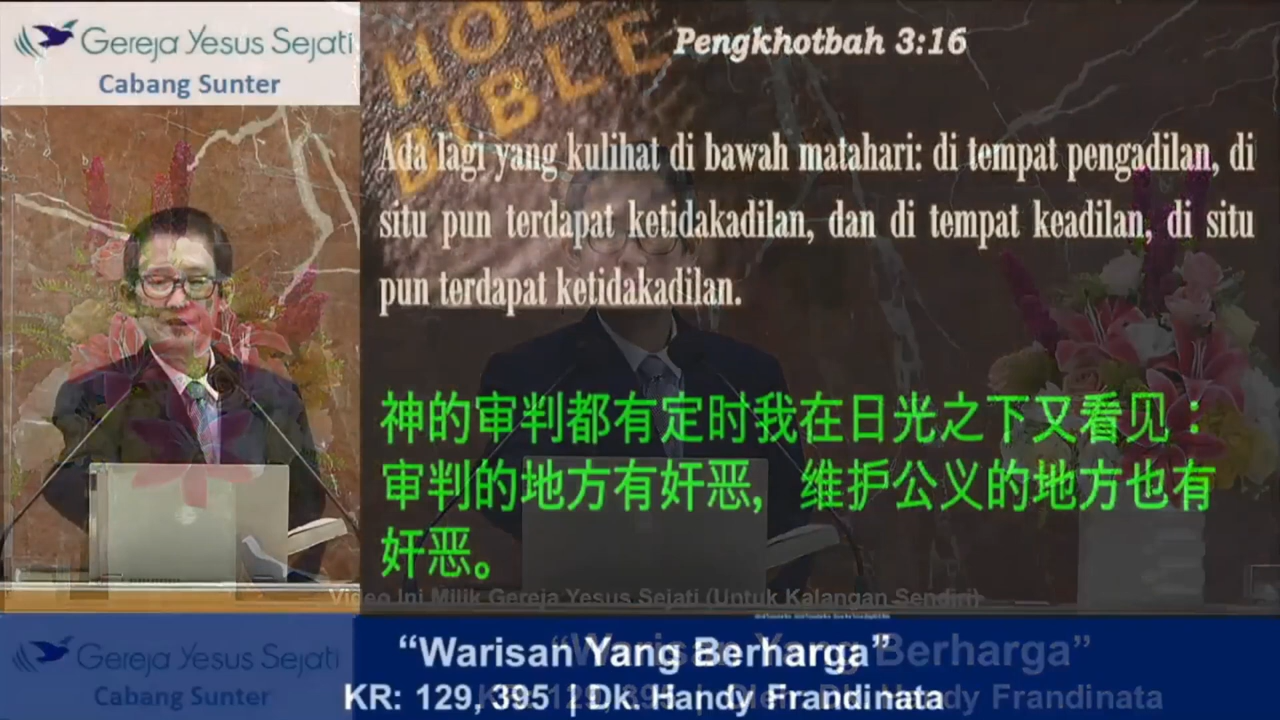 Gereja Yesus Sejati
Cabang Sunter
HOLY
BIBLE
Pengkhotbah 3:16
Ada lagi yang kulihat di bawah matahari: di tempat pengadilan, di
situ pun terdapat ketidakadilan, dan di tempat keadilan, di situ
pun terdapat ketidakadilan.
神的审判都有定时我在日光之下又看见：
审判的地方有奸恶，维护公义的地方也有
奸恶。
Video Ini Milik Gereja Yesus Sejati (Untuk Kalangan Sendiri)
Gereja Yesus Sejati
Cabang Sunter
“Warisan Yang Berharga”
KR: 129, 395 | Dk. Handy Frandinata